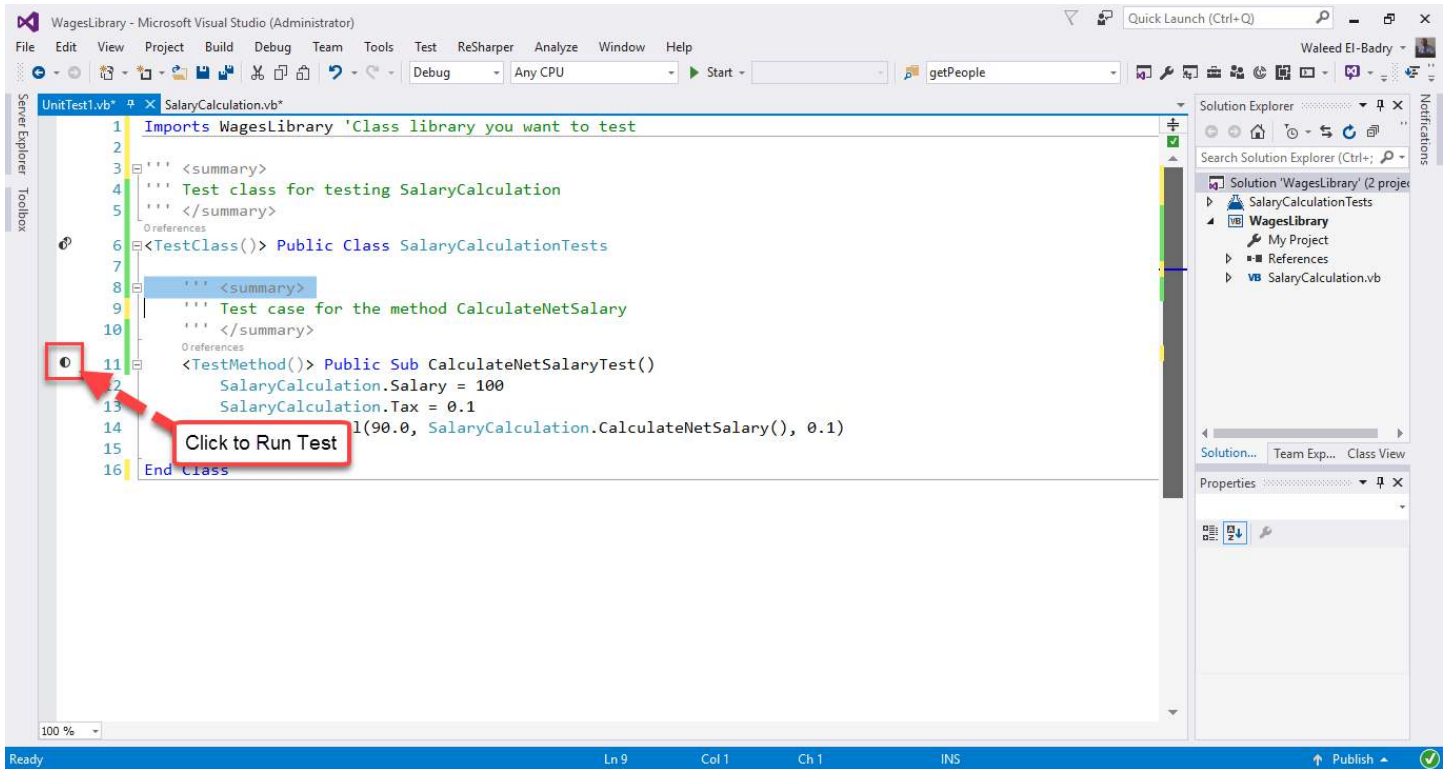 WagesLibrary - Microsoft Visual Studio (Administrator)
Quick Launch (Ctrl+Q)
File Edit View Project Build Debug Team Tools Test ReSharper Analyze Window Help
Waleed El-Badry
Debug Any CPU Start getPeople
Server Explorer
Toolbox
UnitTest1.vb* SalaryCalculation.vb*
1 Imports WagesLibrary 'Class library you want to test
2
3 ''' <summary>
4 ''' Test class for testing SalaryCalculation
5 ''' </summary>
0 references
6 <TestClass()> Public Class SalaryCalculationTests
7
8 ''' <summary>
9 ''' Test case for the method CalculateNetSalary
10 ''' </summary>
0 references
11 <TestMethod()> Public Sub CalculateNetSalaryTest()
12 SalaryCalculation.Salary = 100
13 SalaryCalculation.Tax = 0.1
14 l(90.0, SalaryCalculation.CalculateNetSalary(), 0.1)
15
16 End Class
Click to Run Test
Solution Explorer
Search Solution Explorer (Ctrl+;
Solution 'WagesLibrary' (2 projec
SalaryCalculationTests
WagesLibrary
My Project
References
VB SalaryCalculation.vb
Solution... Team Exp... Class View
Properties
Notifications
100 %
Ready Ln 9 Col 1 Ch 1 INS Publish